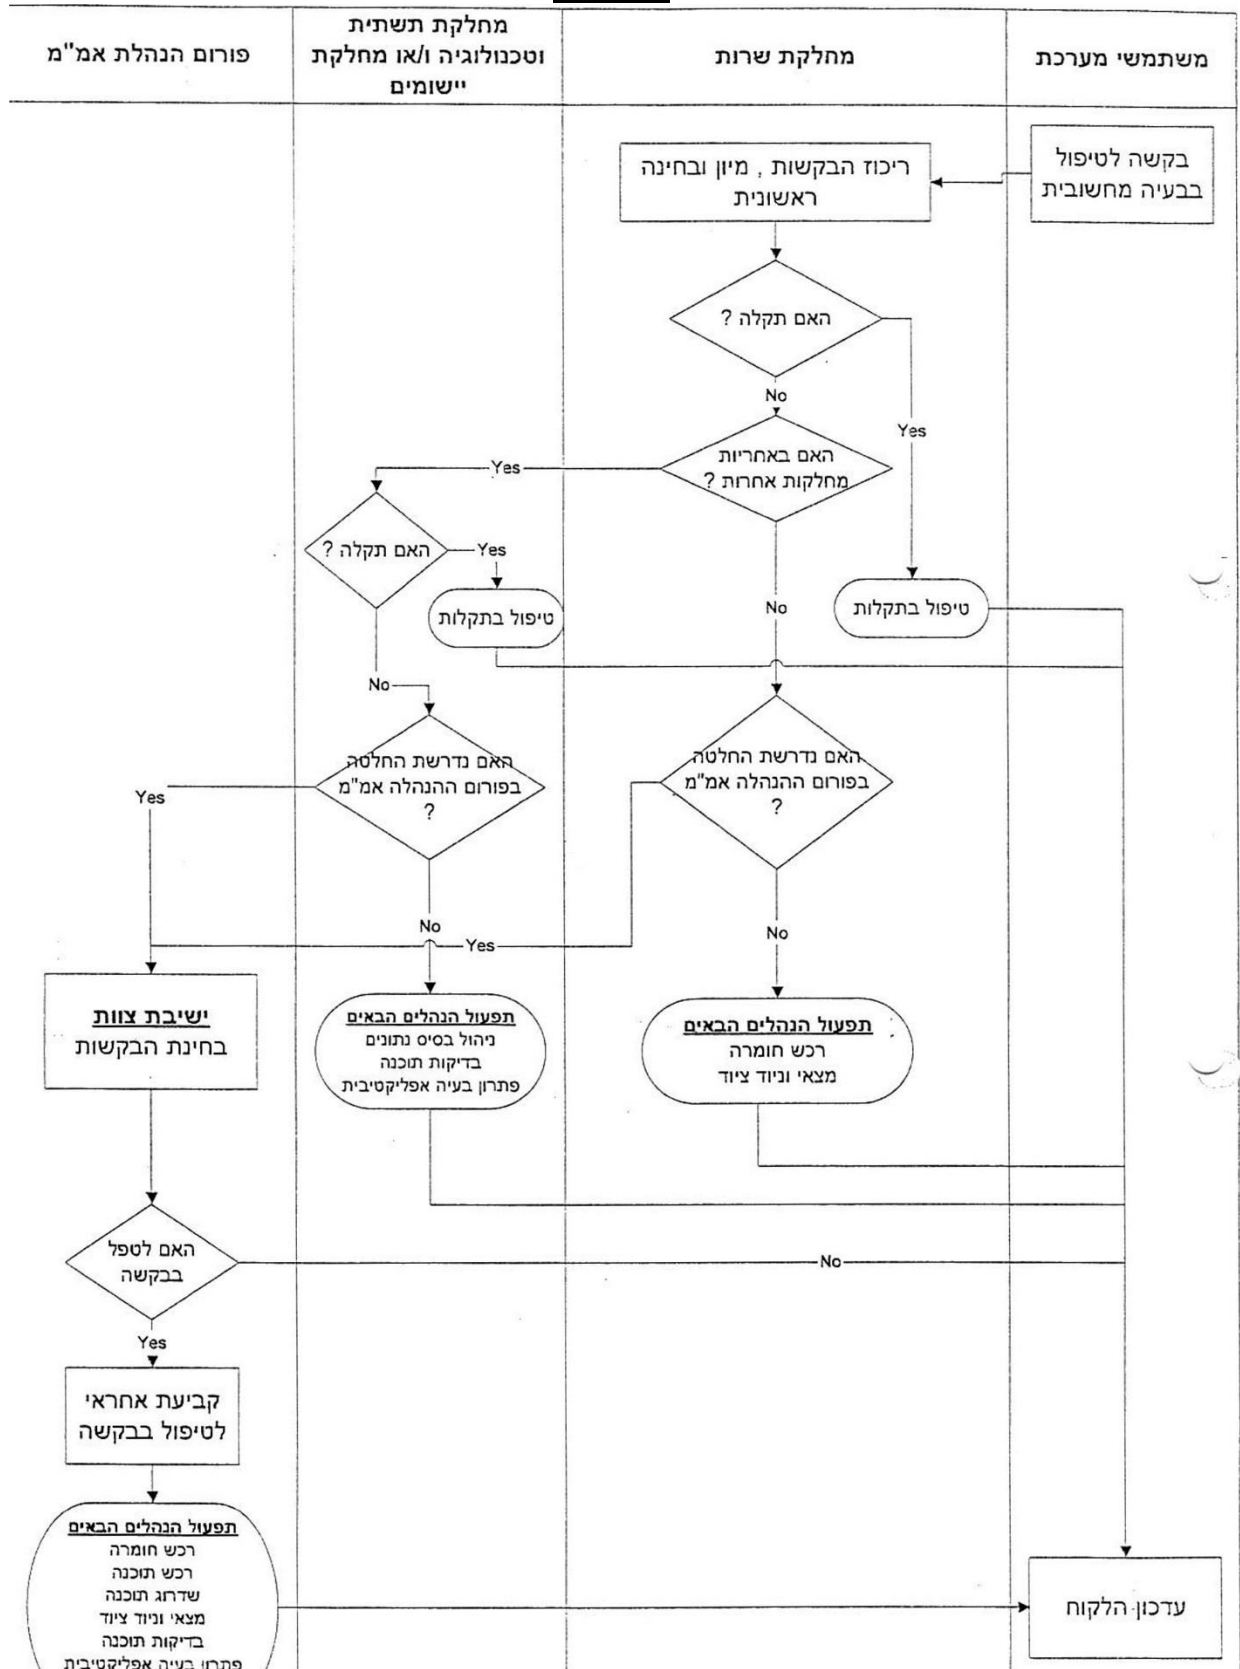 משתמשי מערכת
מחלקת שרות
מחלקת תשתית
וטכנולוגיה ו/או מחלקת
יישומים
פורום הנהלת אמ"מ
בקשה לטיפול
בבעיה מחשובית
ריכוז הבקשות , מיון ובחינה
ראשונית
האם תקלה ?
No
Yes
האם באחריות
מחלקות אחרות ?
Yes
האם תקלה ?
Yes
טיפול בתקלות
No
טיפול בתקלות
No
האם נדרשת החלטה
בפורום ההנהלה אמ"מ
?
האם נדרשת החלטה
בפורום ההנהלה אמ"מ
?
Yes
No
Yes
No
תפעול הנהלים הבאים
רכש חומרה
מצאי וניוד ציוד
תפעול הנהלים הבאים
ניהול בסיס נתונים
בדיקות תוכנה
פתרון בעיה אפליקטיבית
ישיבת צוות
בחינת הבקשות
האם לטפל
בבקשה
No
Yes
קביעת אחראי
לטיפול בבקשה
תפעול הנהלים הבאים
רכש חומרה
רכש תוכנה
שדרוג תוכנה
מצאי וניוד ציוד
בדיקות תוכנה
פתרון בעיה אפליקטיבית
עדכון הלקוח